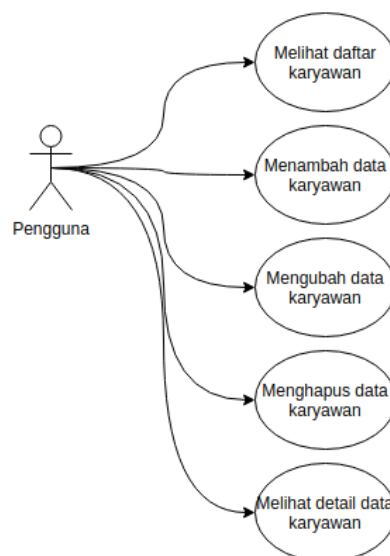 Melihat daftar
karyawan
Menambah data
karyawan
Pengguna
Mengubah data
karyawan
Menghapus data
karyawan
Melihat detail data
karyawan